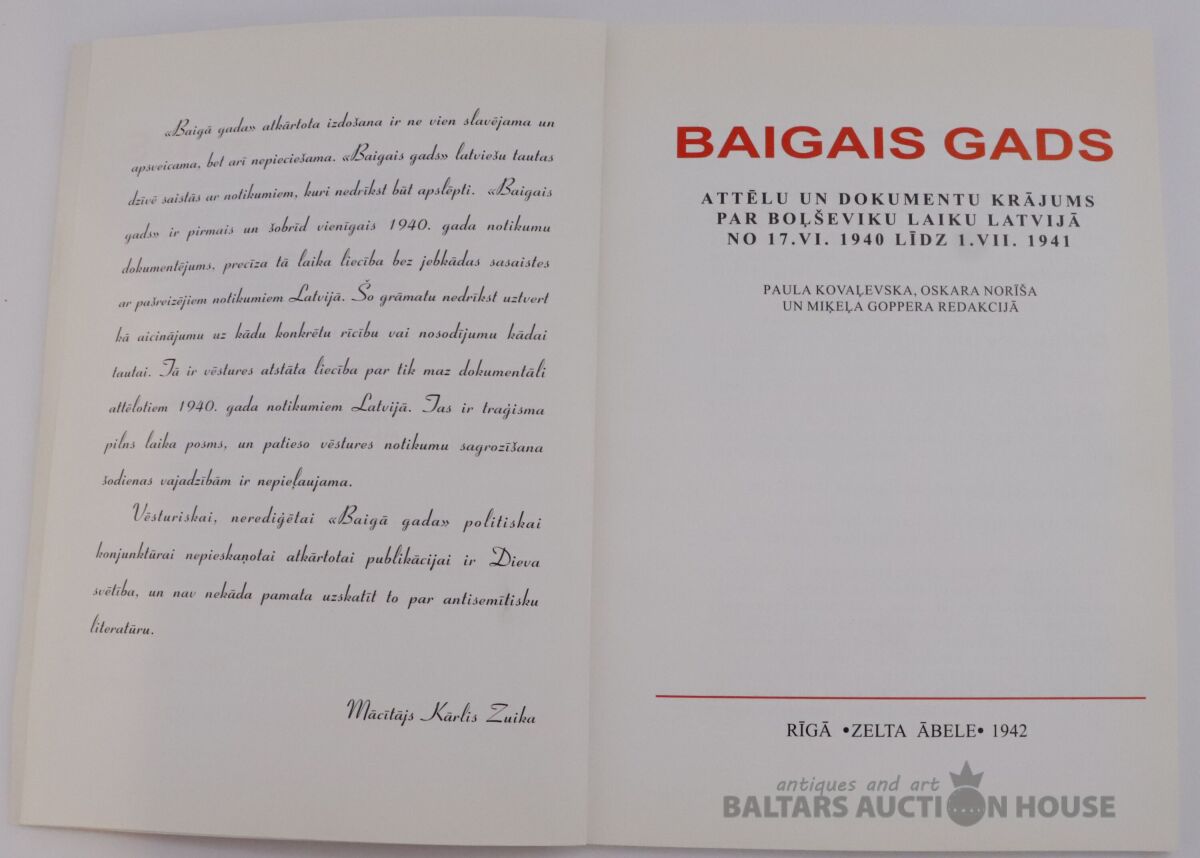 «Baigā gada» atkārtota izdošana ir ne vien slavējama un
apsveicama, bet arī nepieciešama. «Baigais gads» latviešu tautas
dzīvē saistās ar notikumiem, kuri nedrīkst būt apslēpti. «Baigais
gads» ir pirmais un šobrīd vienīgais 1940. gada notikumu
dokumentējums, precīza tā laika liecība bez jebkādas sasaistes
ar pašreizējiem notikumiem Latvijā. Šo grāmatu nedrīkst uztvert
kā aicinājumu uz kādu konkrētu rīcību vai nosodījumu kādai
tautai. Tā ir vēstures atstāta liecība par tik maz dokumentāli
attēlotiem 1940. gada notikumiem Latvijā. Tas ir traģisma
pilns laika posms, un patieso vēstures notikumu sagrozīšana
šodienas vajadzībām ir nepieļaujama.
Vēsturiskai, nerediģētai «Baigā gada» politiskai
konjunktūrai nepieskaņotai atkārtotai publikācijai ir Dieva
svētība, un nav nekāda pamata uzskatīt to par antisemītisku
literatūru.
Mācītājs Kārlis Zuika
BAIGAIS GADS
ATTĒLU UN DOKUMENTU KRĀJUMS
PAR BOĻŠEVIKU LAIKU LATVIJĀ
NO 17.VI. 1940 LĪDZ 1.VII. 1941
PAULA KOVAĻEVSKA, OSKARA NORĪŠA
UN MIĶEĻA GOPPERA REDAKCIJĀ
RĪGĀ •ZELTA ĀBELE• 1942
antiques and art
BALTARS AUCTION HOUSE